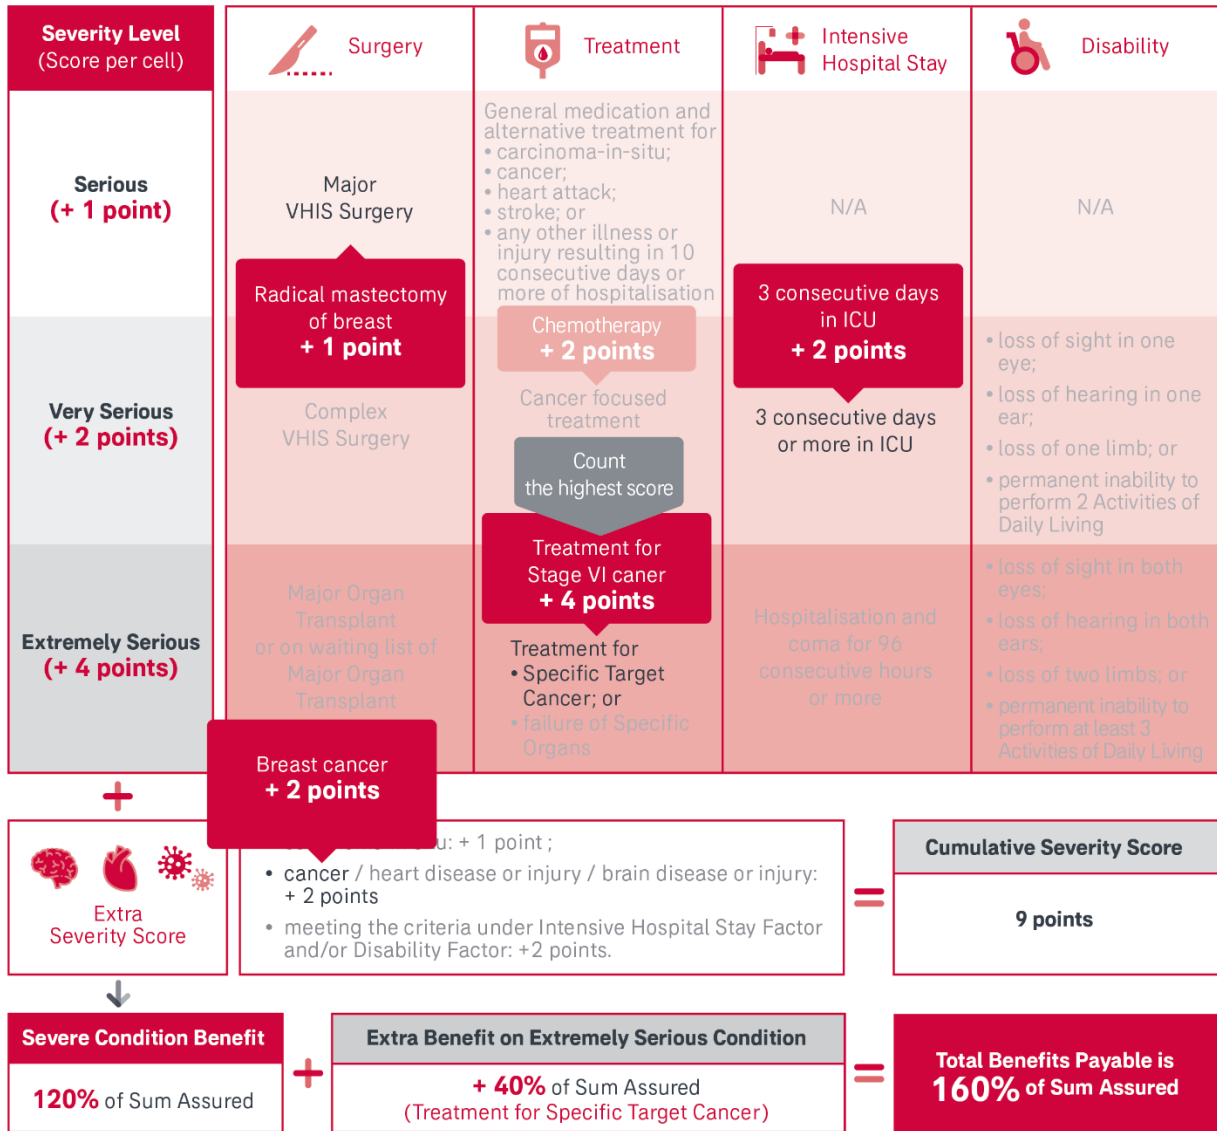 Severity Level
(Score per cell)
Surgery
Treatment
Intensive
Hospital Stay
Disability
Serious
(+ 1 point)
Major
VHIS Surgery
General medication and
alternative treatment for
• carcinoma-in-situ;
• cancer;
• heart attack;
• stroke; or
• any other illness or
injury resulting in 10
consecutive days or
more of hospitalisation
N/A
N/A
Radical mastectomy
of breast
+ 1 point
Chemotherapy
+ 2 points
3 consecutive days
in ICU
+ 2 points
Very Serious
(+ 2 points)
Complex
VHIS Surgery
Cancer focused
treatment
Count
the highest score
3 consecutive days
or more in ICU
• loss of sight in one
eye;
• loss of hearing in one
ear;
• loss of one limb; or
• permanent inability to
perform 2 Activities of
Daily Living
Treatment for
Stage VI caner
+ 4 points
Extremely Serious
(+ 4 points)
Major Organ
Transplant
or on waiting list of
Major Organ
Transplant
Treatment for
• Specific Target
Cancer; or
• failure of Specific
Organs
Hospitalisation and
coma for 96
consecutive hours
or more
• loss of sight in both
eyes;
• loss of hearing in both
ears;
• loss of two limbs; or
• permanent inability to
perform at least 3
Activities of Daily Living
Breast cancer
+ 2 points
+
Extra
Severity Score
: + 1 point ;
• cancer / heart disease or injury / brain disease or injury:
+ 2 points
• meeting the criteria under Intensive Hospital Stay Factor
and/or Disability Factor: +2 points.
=
Cumulative Severity Score
9 points
Severe Condition Benefit
120% of Sum Assured
+
Extra Benefit on Extremely Serious Condition
+ 40% of Sum Assured
(Treatment for Specific Target Cancer)
=
Total Benefits Payable is
160% of Sum Assured